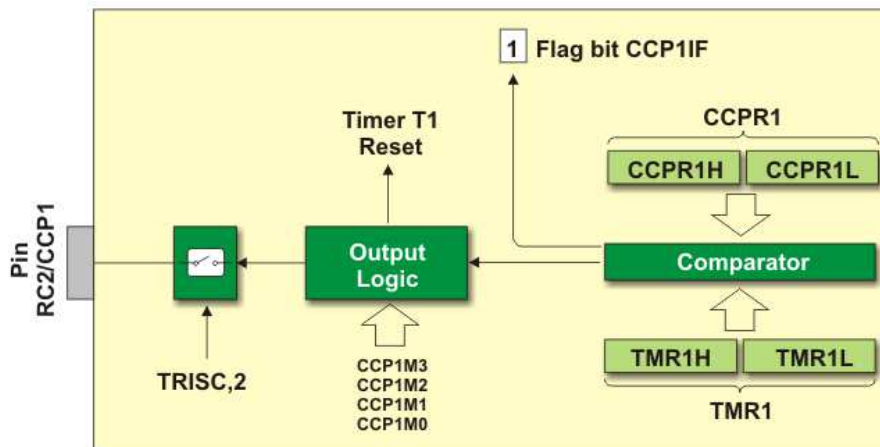 1 Flag bit CCP1IF
Timer T1
Reset
CCPR1
CCPR1H CCPR1L
Pin
RC2/CCP1
Output
Logic
Comparator
TRISC,2
CCP1M3
CCP1M2
CCP1M1
CCP1M0
TMR1H TMR1L
TMR1